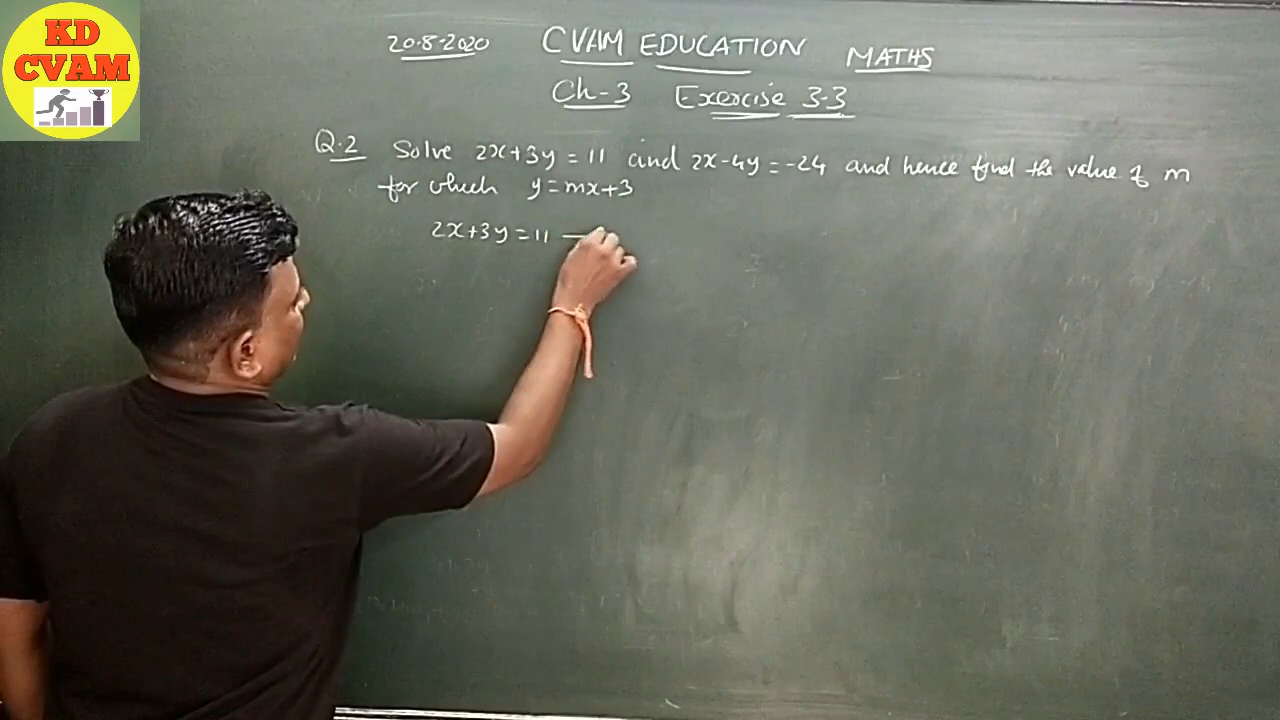 KD
CVAM
20.8.2020 CVAM EDUCATION MATHS
Ch-3 Exercise 3.3
Q.2 Solve 2x+3y = 11 and 2x-4y = -24 and hence find the value of m
for which y = mx+3
2x+3y = 11 —